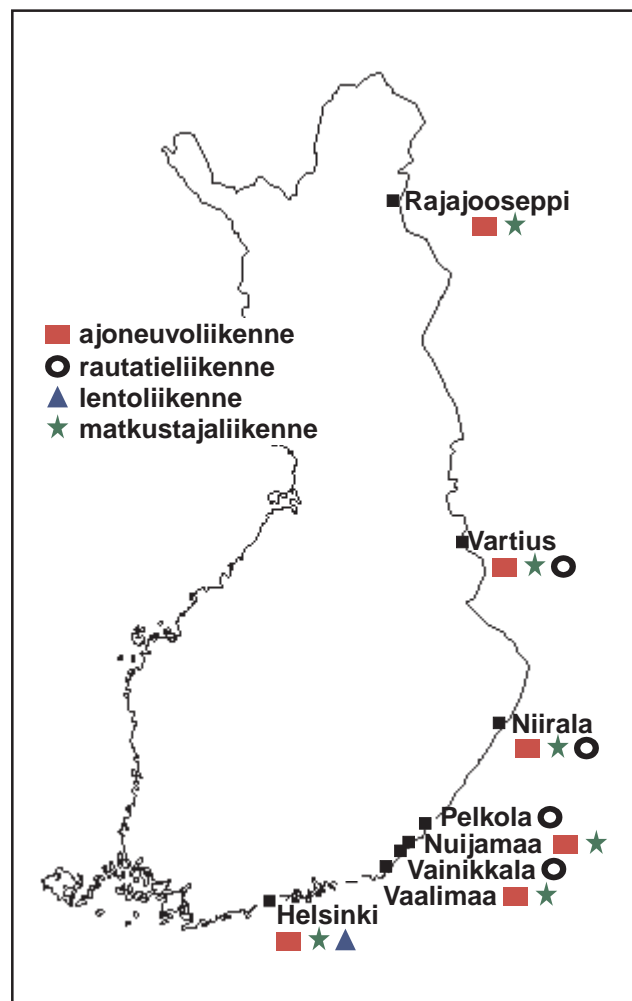 Rajajooseppi
ajoneuvoliikenne
rautatieliikenne
lentoliikenne
matkustajaliikenne
Vartius
Niirala
Pelkola
Nuijamaa
Vainikkala
Vaalimaa
Helsinki